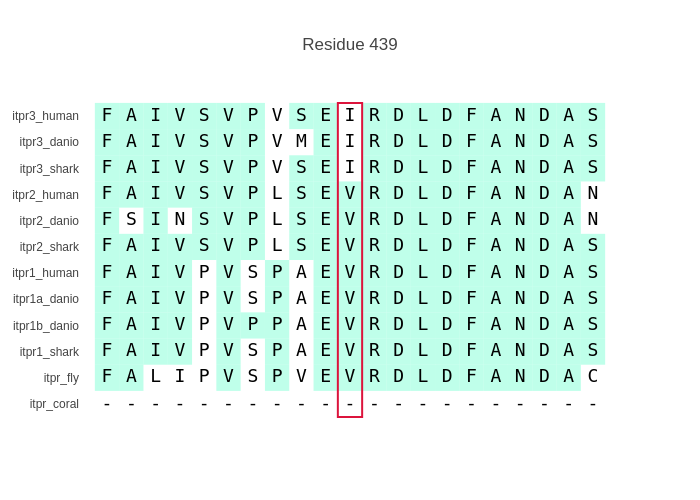 Residue 439
itpr3_human F A I V S V P V S E I R D L D F A N D A S
itpr3_danio F A I V S V P V M E I R D L D F A N D A S
itpr3_shark F A I V S V P V S E I R D L D F A N D A S
itpr2_human F A I V S V P L S E V R D L D F A N D A N
itpr2_danio F S I N S V P L S E V R D L D F A N D A N
itpr2_shark F A I V S V P L S E V R D L D F A N D A S
itpr1_human F A I V P V S P A E V R D L D F A N D A S
itpr1a_danio F A I V P V S P A E V R D L D F A N D A S
itpr1b_danio F A I V P V P P A E V R D L D F A N D A S
itpr1_shark F A I V P V S P A E V R D L D F A N D A S
itpr_fly F A L I P V S P V E V R D L D F A N D A C
itpr_coral - - - - - - - - - - - - - - - - - - - - -